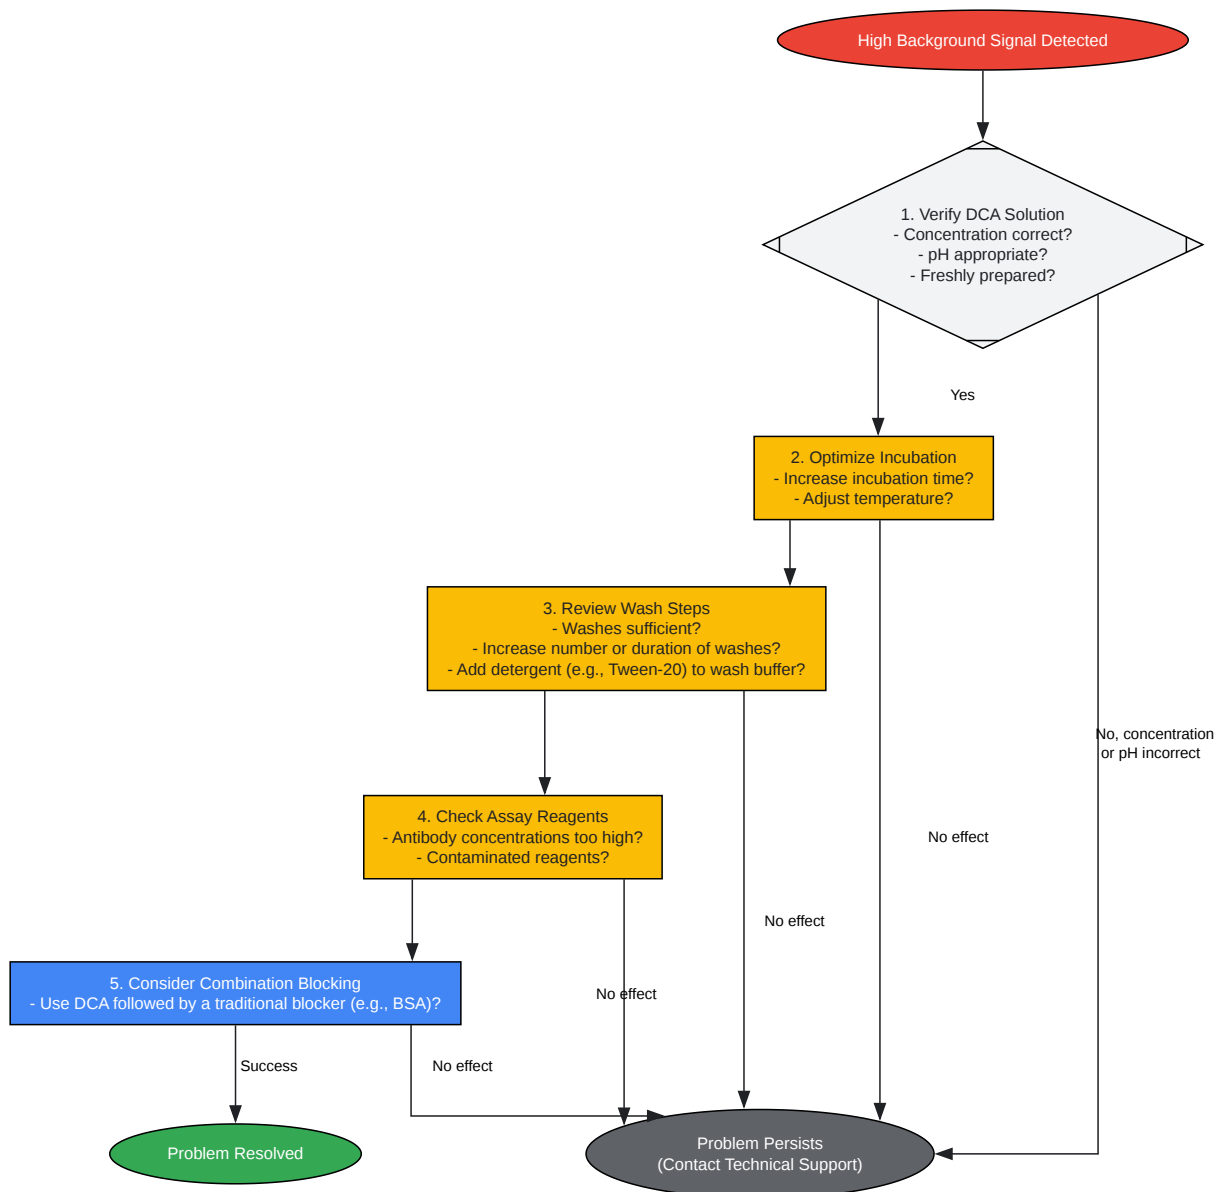 High Background Signal Detected
1. Verify DCA Solution
- Concentration correct?
- pH appropriate?
- Freshly prepared?
Yes
2. Optimize Incubation
- Increase incubation time?
- Adjust temperature?
3. Review Wash Steps
- Washes sufficient?
- Increase number or duration of washes?
- Add detergent (e.g., Tween-20) to wash buffer?
No, concentration
or pH incorrect
4. Check Assay Reagents
- Antibody concentrations too high?
- Contaminated reagents?
No effect
No effect
5. Consider Combination Blocking
- Use DCA followed by a traditional blocker (e.g., BSA)?
No effect
Success
No effect
Problem Resolved
Problem Persists
(Contact Technical Support)